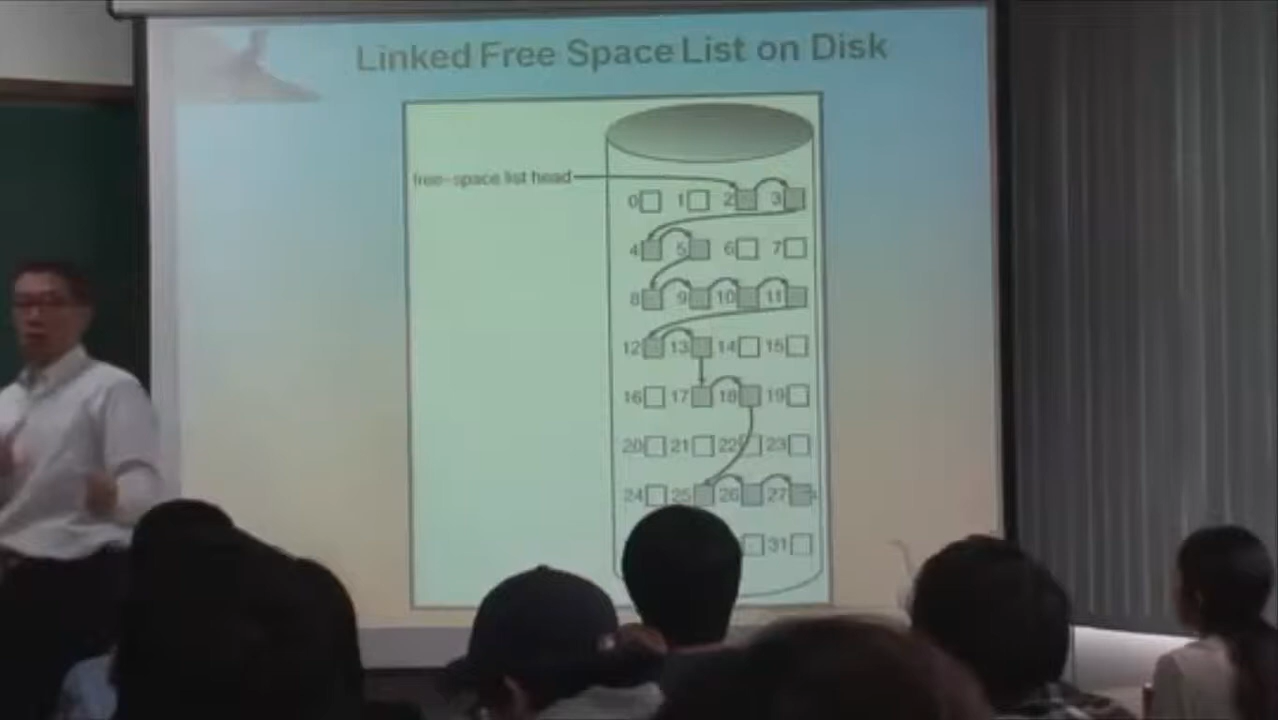 Linked Free Space List on Disk
free-space list head
0 1 2 3
4 5 6 7
8 9 10 11
12 13 14 15
16 17 18 19
20 21 22 23
24 25 26 27
31